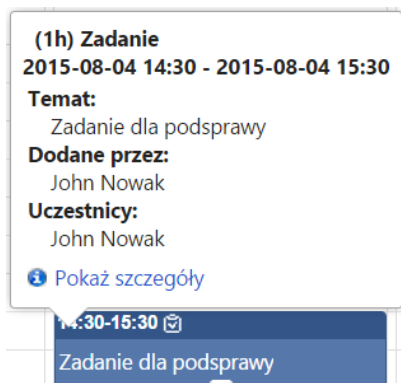 (1h) Zadanie
2015-08-04 14:30 - 2015-08-04 15:30
Temat:
Zadanie dla podsprawy
Dodane przez:
John Nowak
Uczestnicy:
John Nowak
Pokaż szczegóły
14:30-15:30
Zadanie dla podsprawy